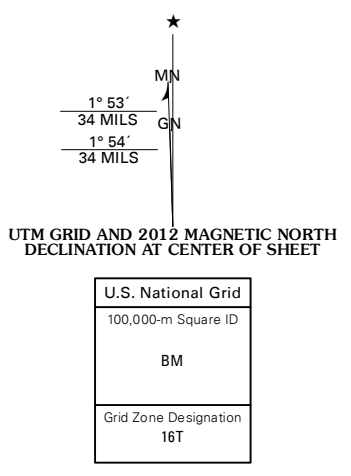 ★
MN
1° 53´
34 MILS
GN
1° 54´
34 MILS
UTM GRID AND 2012 MAGNETIC NORTH
DECLINATION AT CENTER OF SHEET
U.S. National Grid
100,000-m Square ID
BM
Grid Zone Designation
16T